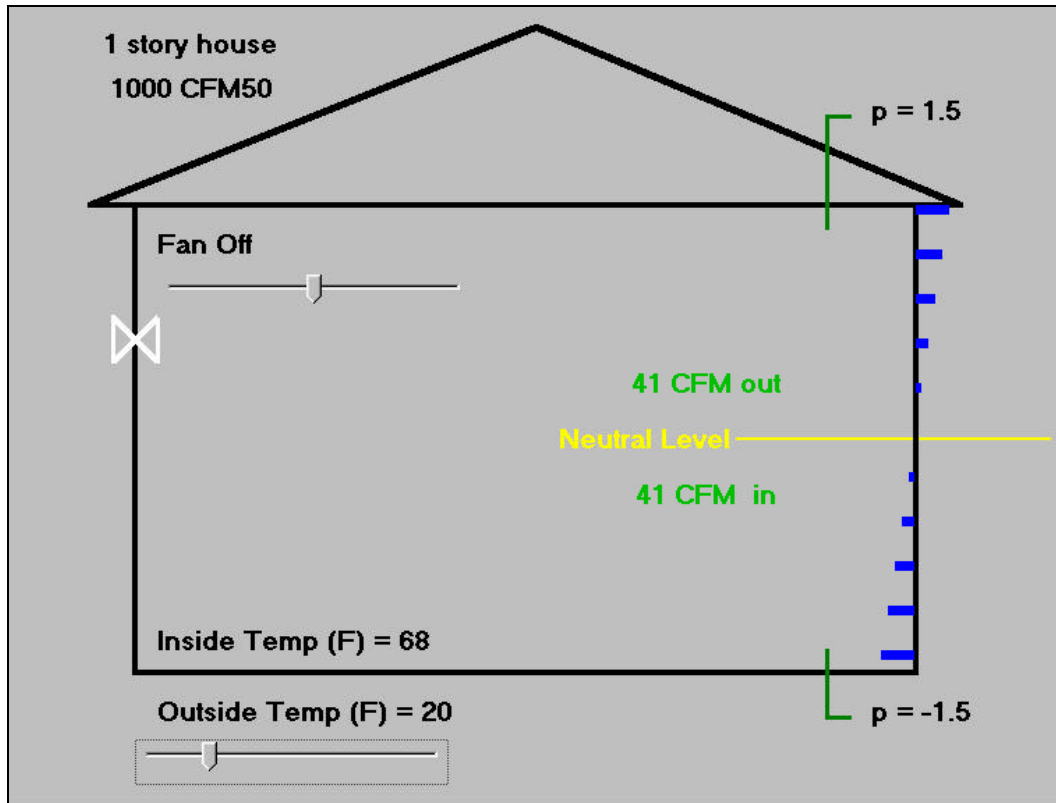 1 story house
1000 CFM50
p = 1.5
Fan Off
41 CFM out
Neutral Level
41 CFM in
Inside Temp (F) = 68
Outside Temp (F) = 20
p = -1.5